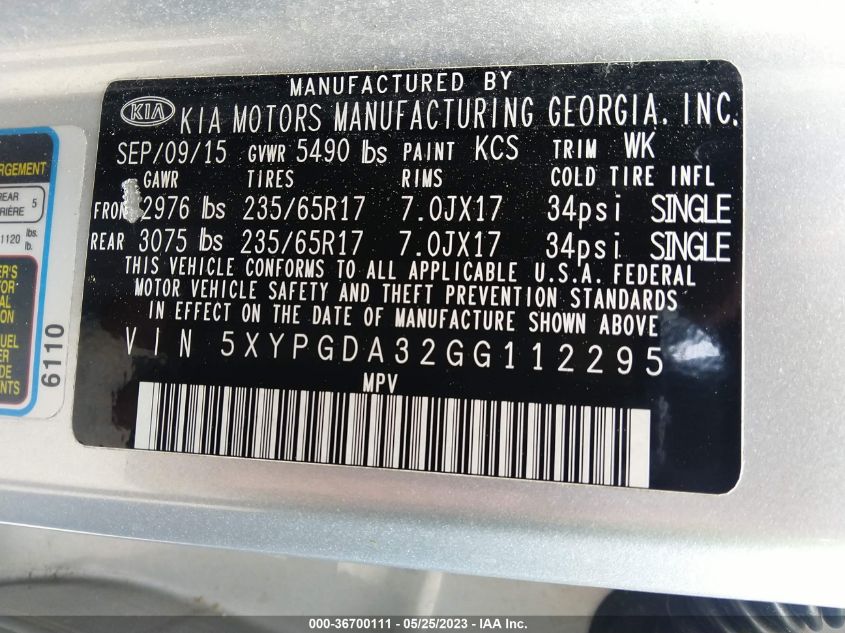 MANUFACTURED BY
KIA KIA MOTORS MANUFACTURING GEORGIA, INC.
SEP/09/15 GVWR 5490 lbs PAINT KCS TRIM WK
GAWR TIRES RIMS COLD TIRE INFL
2976 lbs 235/65R17 7.0JX17 34psi SINGLE
REAR 3075 lbs 235/65R17 7.0JX17 34psi SINGLE
THIS VEHICLE CONFORMS TO ALL APPLICABLE U.S.A. FEDERAL
MOTOR VEHICLE SAFETY AND THEFT PREVENTION STANDARDS
IN EFFECT ON THE DATE OF MANUFACTURE SHOWN ABOVE
VIN 5XYPGDA32GG112295
MPV
REAR 5
1120 lbs.
lb.
6110
000-36700111 - 05/25/2023 - IAA Inc.